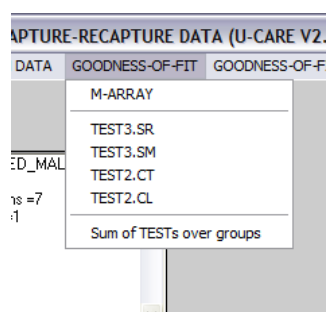 APTURE-RECAPTURE DATA (U-CARE V2.
DATA GOODNESS-OF-FIT GOODNESS-OF-F
M-ARRAY
TEST3.SR
ED_MAL
TEST3.SM
TEST2.CT
ns =7
TEST2.CL
=1
Sum of TESTs over groups